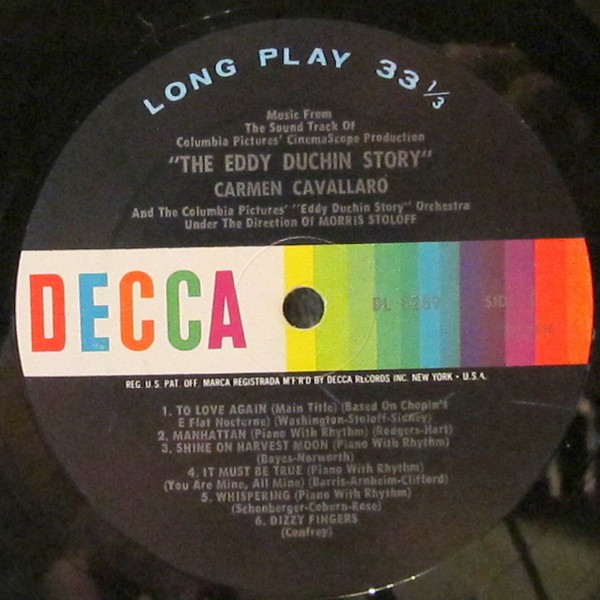 LONG PLAY 33 1/3
Music From
The Sound Track Of
Columbia Pictures' CinemaScope Production
"THE EDDY DUCHIN STORY"
CARMEN CAVALLARO
And The Columbia Pictures' "Eddy Duchin Story" Orchestra
Under The Direction Of MORRIS STOLOFF
DECCA
DL 8289 SID
REG. U.S. PAT. OFF. MARCA REGISTRADA M'F'R'D BY DECCA RECORDS INC. NEW YORK • U.S.A.
1. TO LOVE AGAIN (Main Title) (Based On Chopin's
E Flat Nocturne) (Washington-Stoloff-Sidney)
2. MANHATTAN (Piano With Rhythm) (Rodgers-Hart)
3. SHINE ON HARVEST MOON (Piano With Rhythm)
(Bayes-Norworth)
4. IT MUST BE TRUE (Piano With Rhythm)
(You Are Mine, All Mine) (Barris-Arnheim-Clifford)
5. WHISPERING (Piano With Rhythm)
(Schonberger-Coburn-Rose)
6. DIZZY FINGERS
(Confrey)